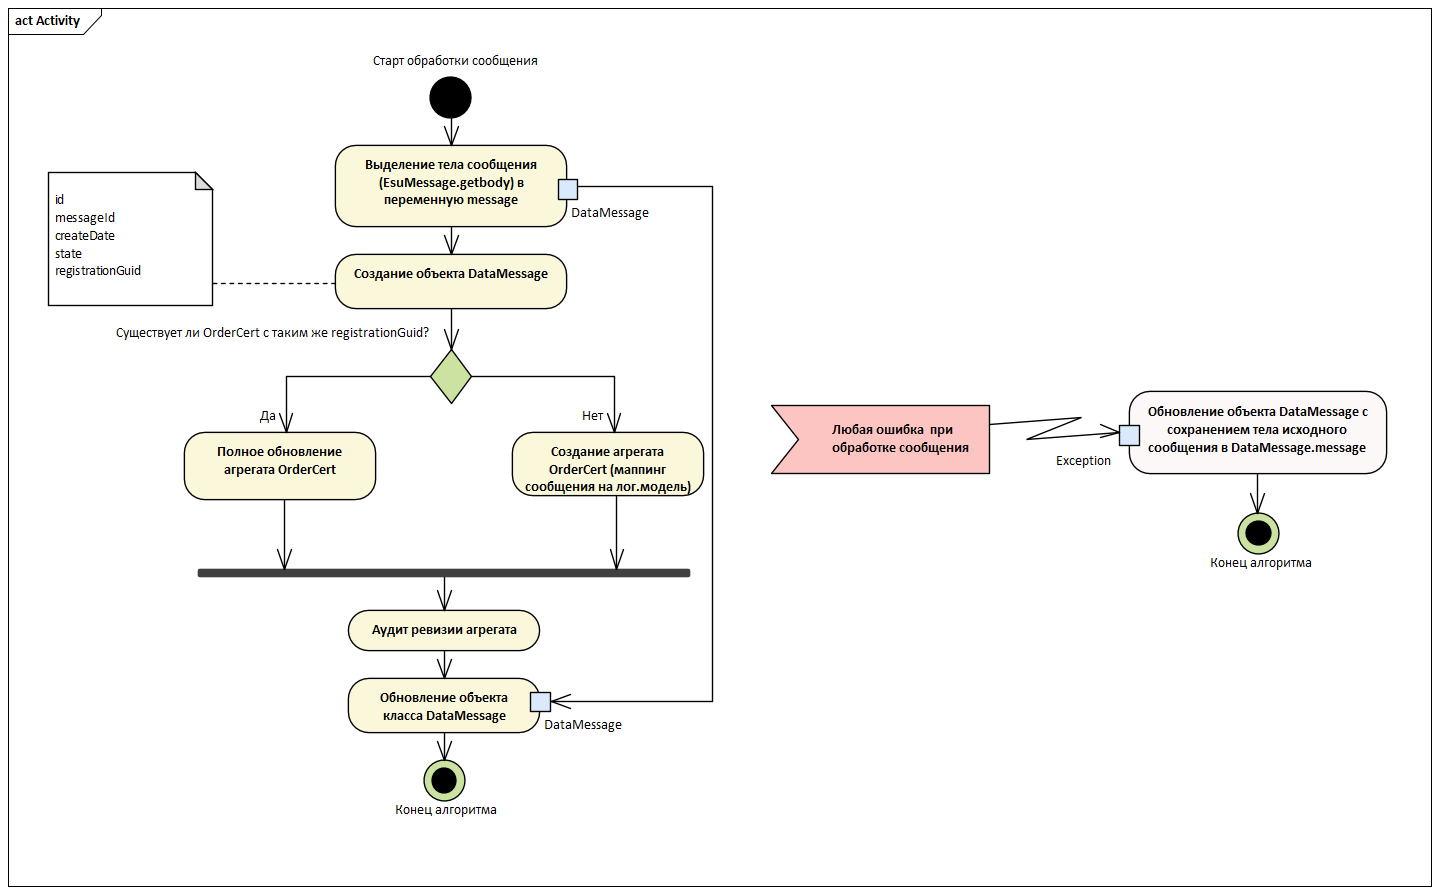 act Activity
Старт обработки сообщения
Выделение тела сообщения
(EsuMessage.getbody) в
переменную message
DataMessage
id
messageId
createDate
state
registrationGuid
Создание объекта DataMessage
Существует ли OrderCert с таким же registrationGuid?
Да
Нет
Полное обновление
агрегата OrderCert
Создание агрегата
OrderCert (маппинг
сообщения на лог.модель)
Аудит ревизии агрегата
Обновление объекта
класса DataMessage
DataMessage
Конец алгоритма
Любая ошибка  при
обработке сообщения
Exception
Обновление объекта DataMessage с
сохранением тела исходного
сообщения в DataMessage.message
Конец алгоритма